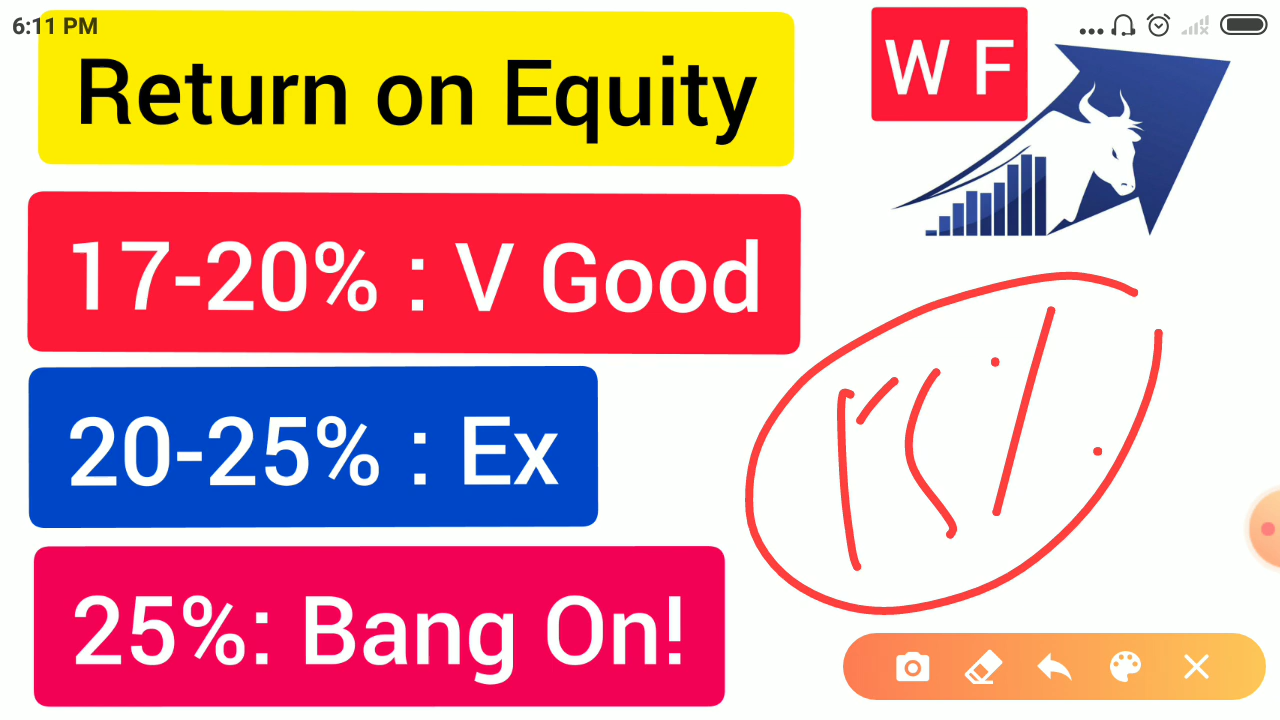 6:11 PM
Return on Equity
W F
17-20% : V Good
20-25% : Ex
25%: Bang On!